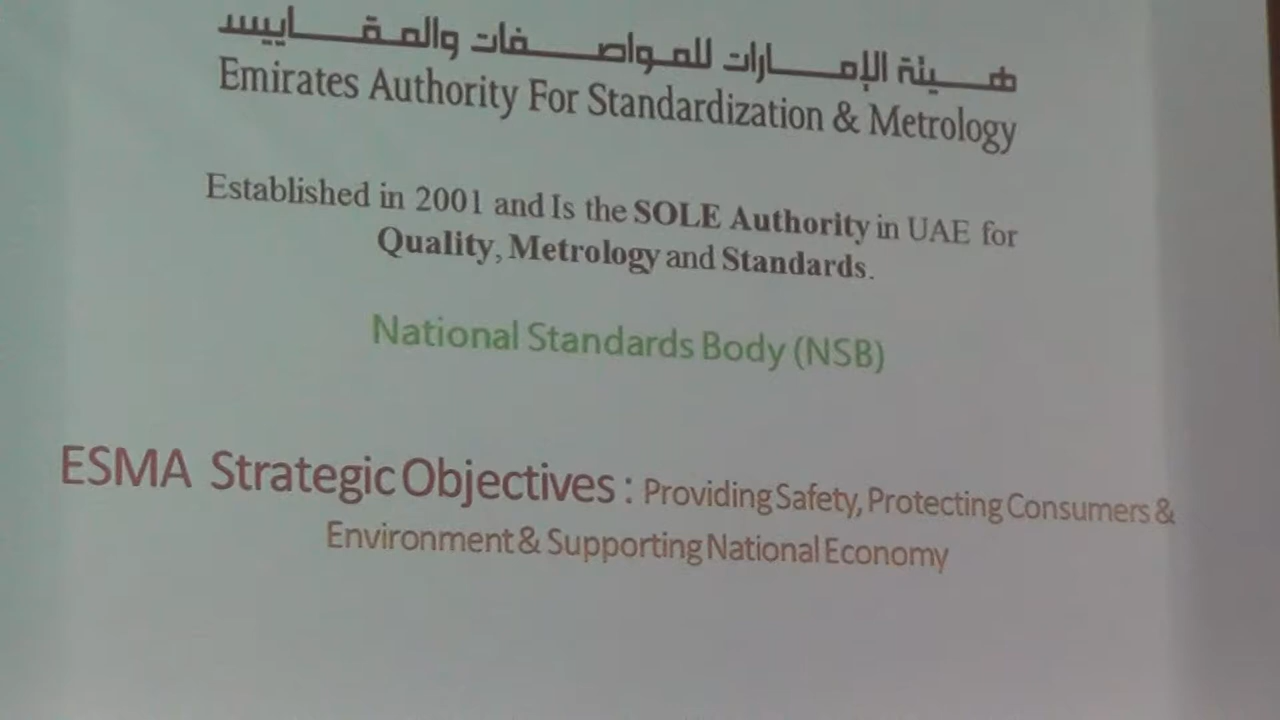 هيئة الإمارات للمواصفات والمقاييس
Emirates Authority For Standardization & Metrology
Established in 2001 and Is the SOLE Authority in UAE for
Quality, Metrology and Standards.
National Standards Body (NSB)
ESMA Strategic Objectives : Providing Safety, Protecting Consumers &
Environment & Supporting National Economy